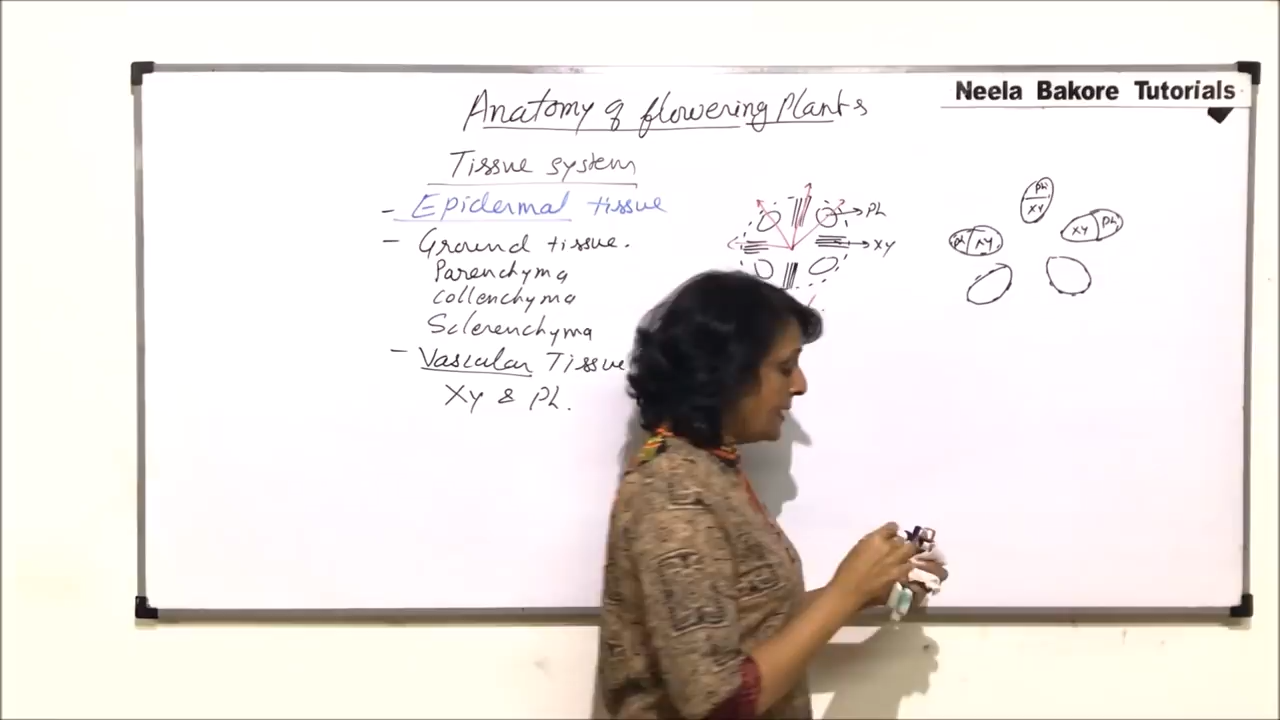 Neela Bakore Tutorials
Anatomy of flowering Plants
Tissue system
- Epidermal tissue
- Ground tissue.
Parenchyma
Collenchyma
Sclerenchyma
- Vascular Tissue
Xy & Ph.
Ph
Xy
Ph
XY
XY Ph
Ph XY